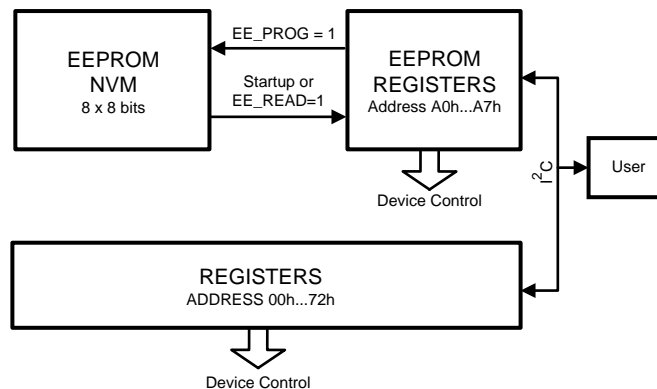 EEPROM
NVM
8 x 8 bits
EE_PROG = 1
Startup or
EE_READ=1
EEPROM
REGISTERS
Address A0h...A7h
Device Control
I²C
User
REGISTERS
ADDRESS 00h...72h
Device Control